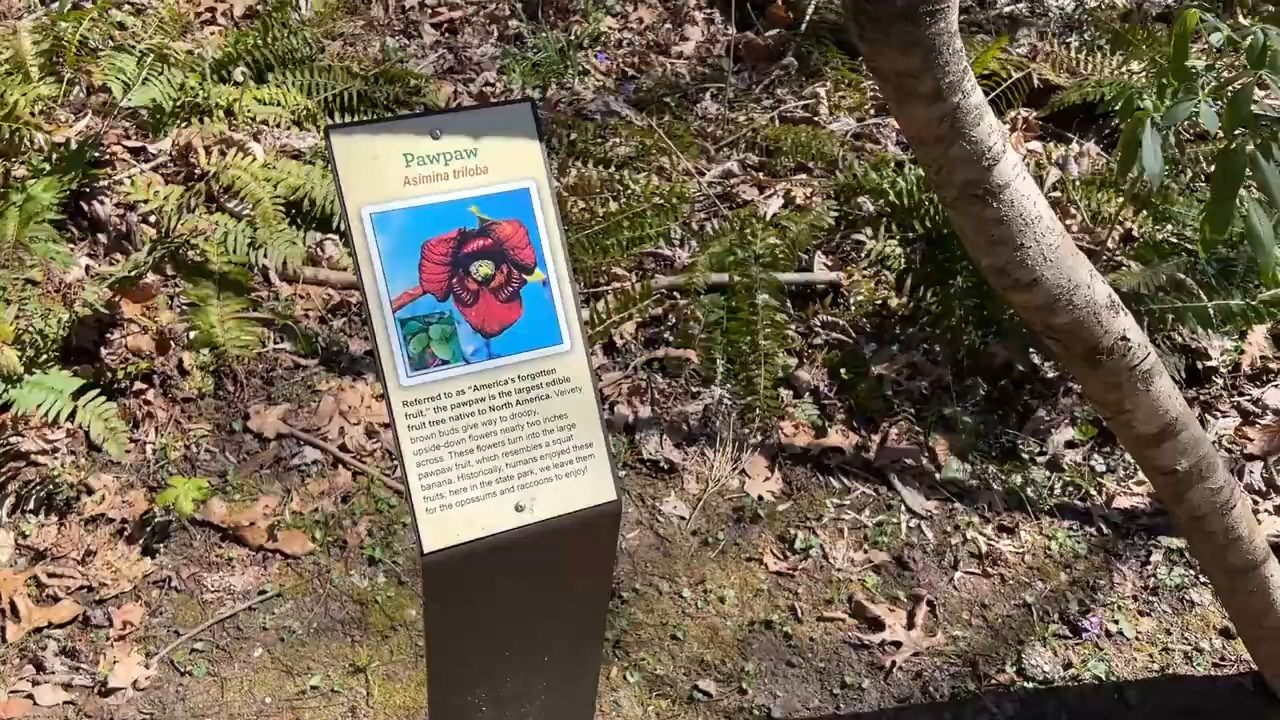 Pawpaw
Asimina triloba
Referred to as "America's forgotten
fruit," the pawpaw is the largest edible
fruit tree native to North America. Velvety
brown buds give way to droopy,
upside-down flowers nearly two inches
across. These flowers turn into the large
pawpaw fruit, which resembles a squat
banana. Historically, humans enjoyed these
fruits; here in the state park, we leave them
for the opossums and raccoons to enjoy!